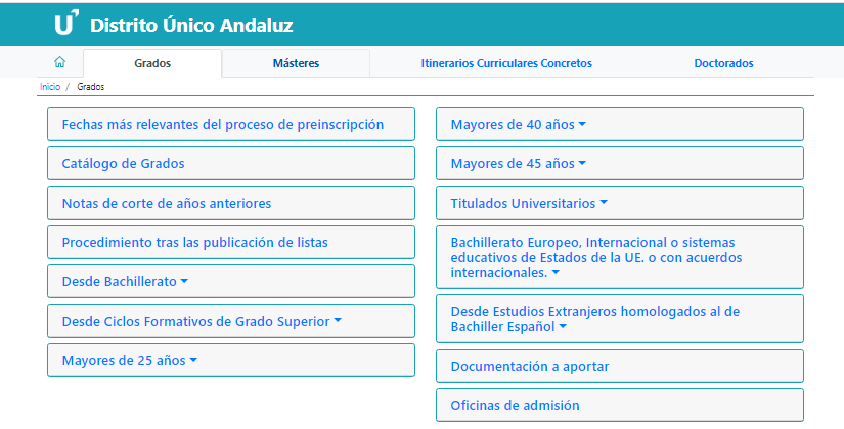 Distrito Único Andaluz
Grados
Másteres
Itinerarios Curriculares Concretos
Doctorados
Inicio / Grados
Fechas más relevantes del proceso de preinscripción
Catálogo de Grados
Notas de corte de años anteriores
Procedimiento tras las publicación de listas
Desde Bachillerato
Desde Ciclos Formativos de Grado Superior
Mayores de 25 años
Mayores de 40 años
Mayores de 45 años
Titulados Universitarios
Bachillerato Europeo, Internacional o sistemas
educativos de Estados de la UE. o con acuerdos
internacionales.
Desde Estudios Extranjeros homologados al de
Bachiller Español
Documentación a aportar
Oficinas de admisión